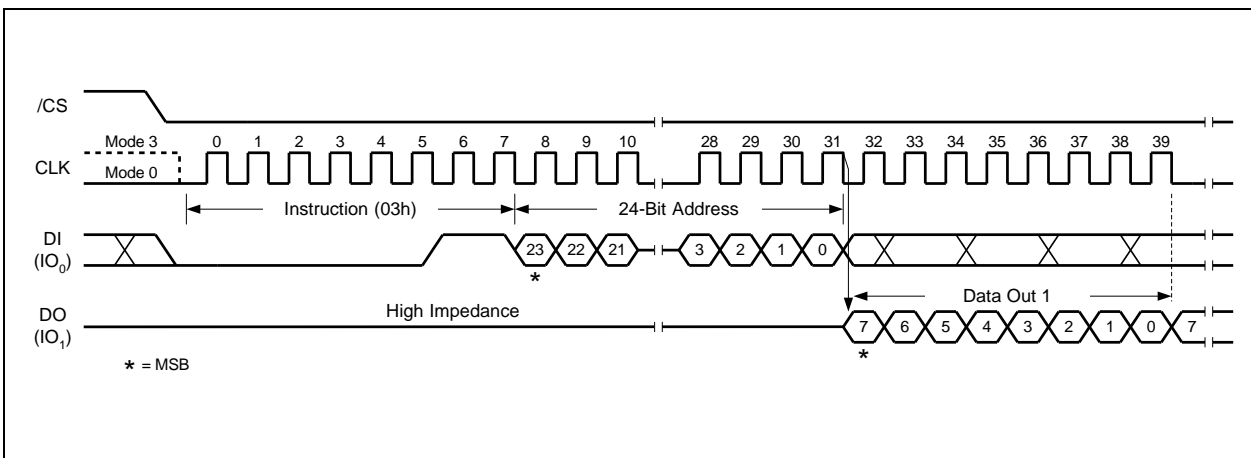 /CS
Mode 3 0 1 2 3 4 5 6 7 8 9 10 28 29 30 31 32 33 34 35 36 37 38 39
CLK
Mode 0
Instruction (03h) 24-Bit Address
DI
(IO₀)
23 22 21 3 2 1 0
*
Data Out 1
High Impedance
DO
(IO₁)
7 6 5 4 3 2 1 0 7
*
* = MSB